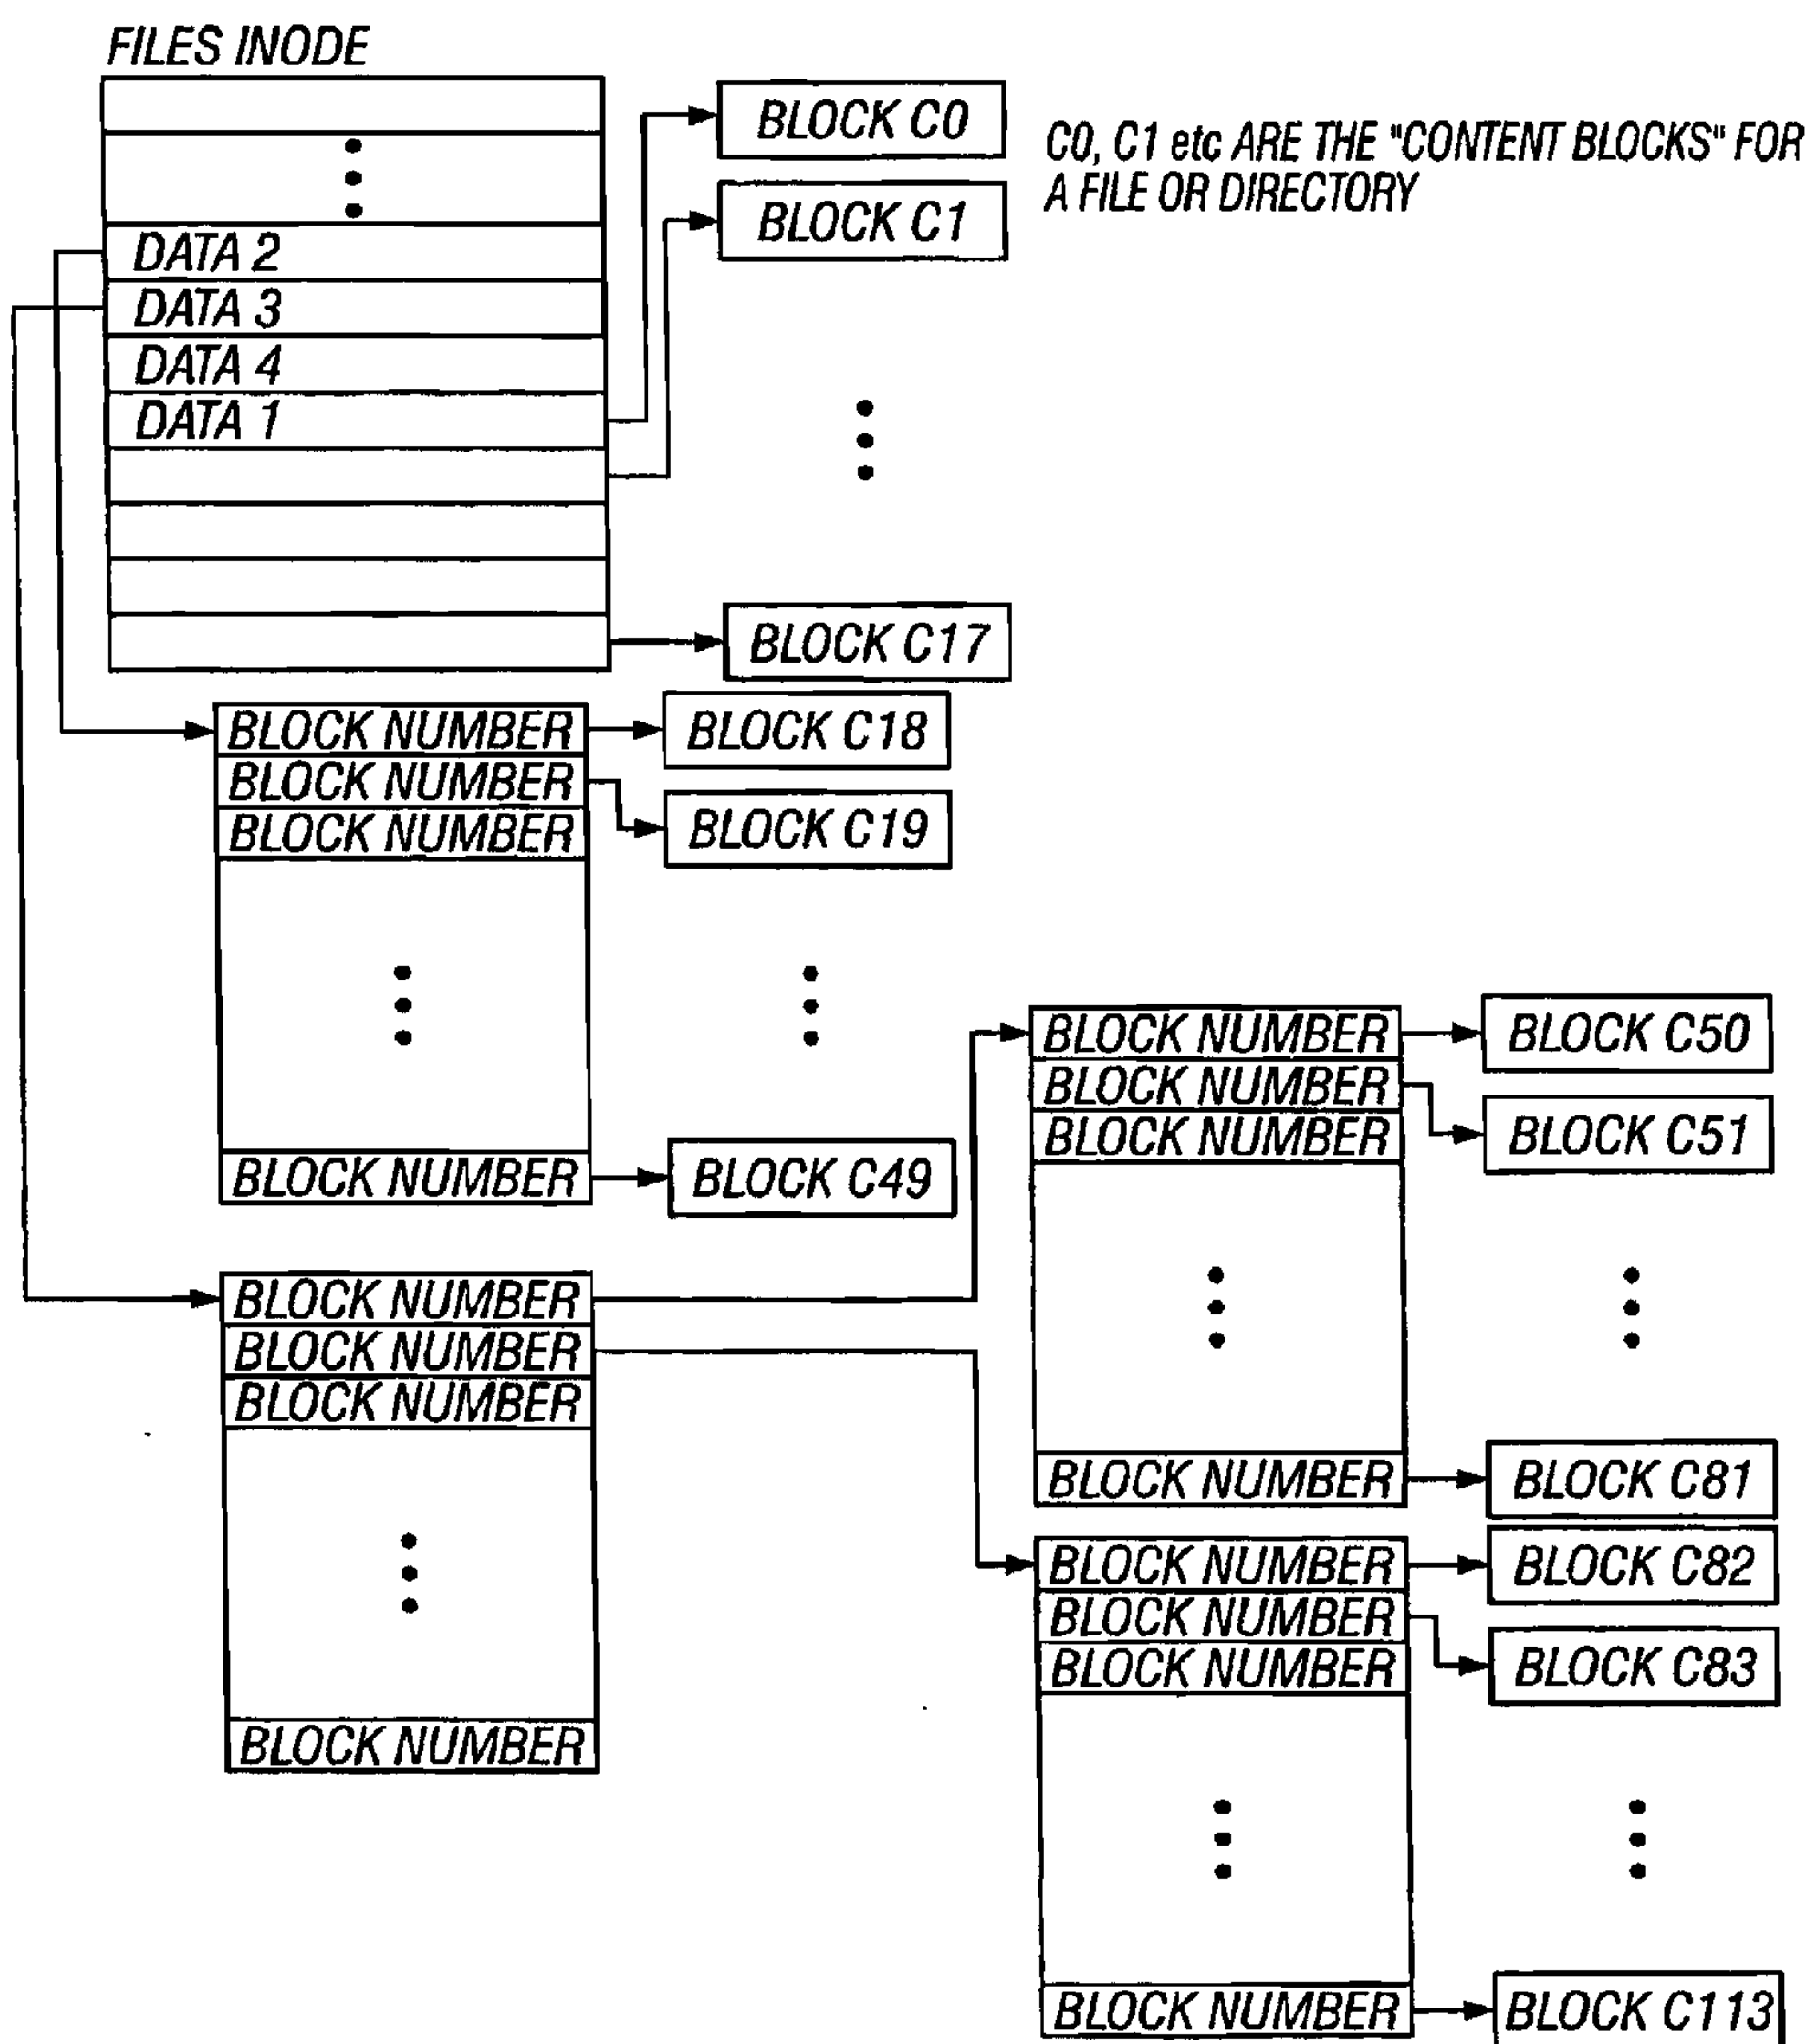 FILES INODE
BLOCK C0
C0, C1 etc ARE THE "CONTENT BLOCKS" FOR
A FILE OR DIRECTORY
BLOCK C1
DATA 2
DATA 3
DATA 4
DATA 1
BLOCK C17
BLOCK NUMBER
BLOCK C18
BLOCK NUMBER
BLOCK C19
BLOCK NUMBER
BLOCK NUMBER
BLOCK C49
BLOCK NUMBER
BLOCK NUMBER
BLOCK NUMBER
BLOCK NUMBER
BLOCK NUMBER
BLOCK C50
BLOCK NUMBER
BLOCK C51
BLOCK NUMBER
BLOCK NUMBER
BLOCK C81
BLOCK NUMBER
BLOCK C82
BLOCK NUMBER
BLOCK C83
BLOCK NUMBER
BLOCK NUMBER
BLOCK C113